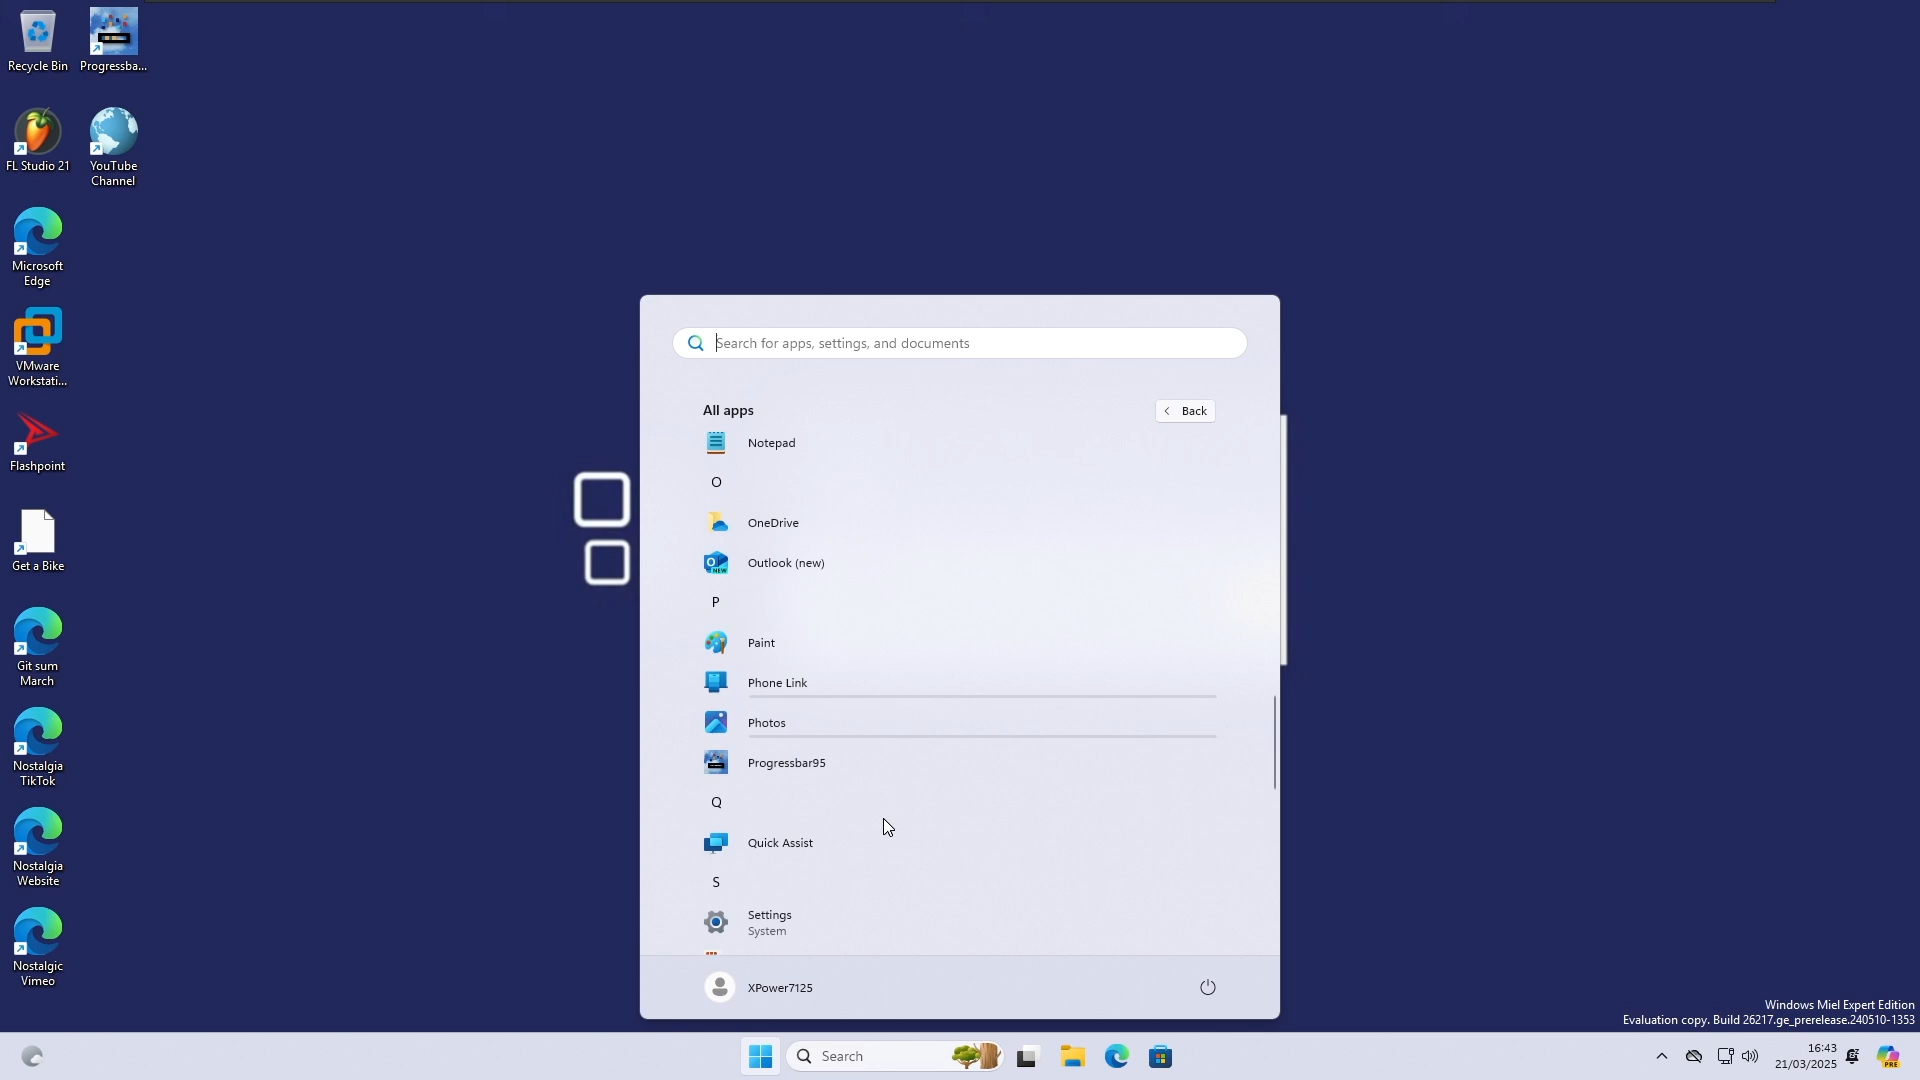 Recycle Bin
Progressba...
FL Studio 21
YouTube
Channel
Microsoft
Edge
VMware
Workstati...
Flashpoint
Get a Bike
Git sum
March
Nostalgia
TikTok
Nostalgia
Website
Nostalgic
Vimeo
Search for apps, settings, and documents
All apps
Back
Notepad
O
OneDrive
Outlook (new)
P
Paint
Phone Link
Photos
Progressbar95
Q
Quick Assist
S
Settings
System
XPower7125
Windows Miel Expert Edition
Evaluation copy. Build 26217.ge_prerelease.240510-1353
Search
16:43
21/03/2025
PRE